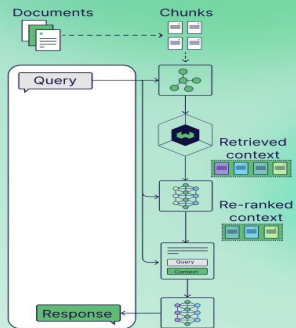 Documents
Chunks
Query
Retrieved
context
Re-ranked
context
Query
Context
Response